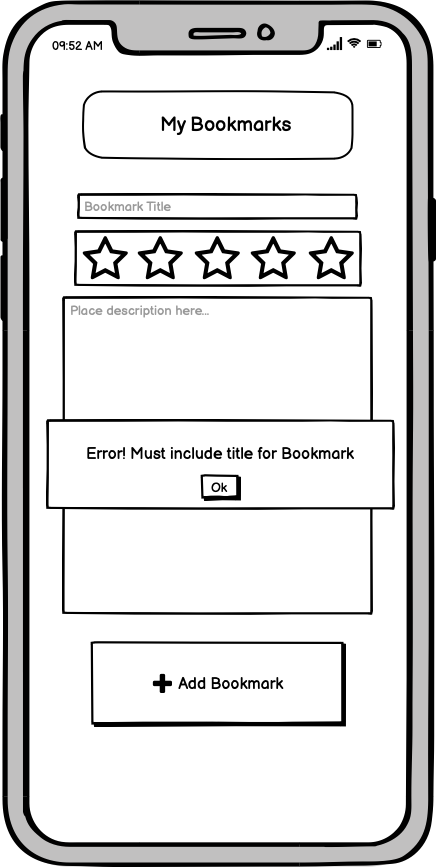 09:52 AM
My Bookmarks
Bookmark Title
Place description here...
Error! Must include title for Bookmark
Ok
Add Bookmark